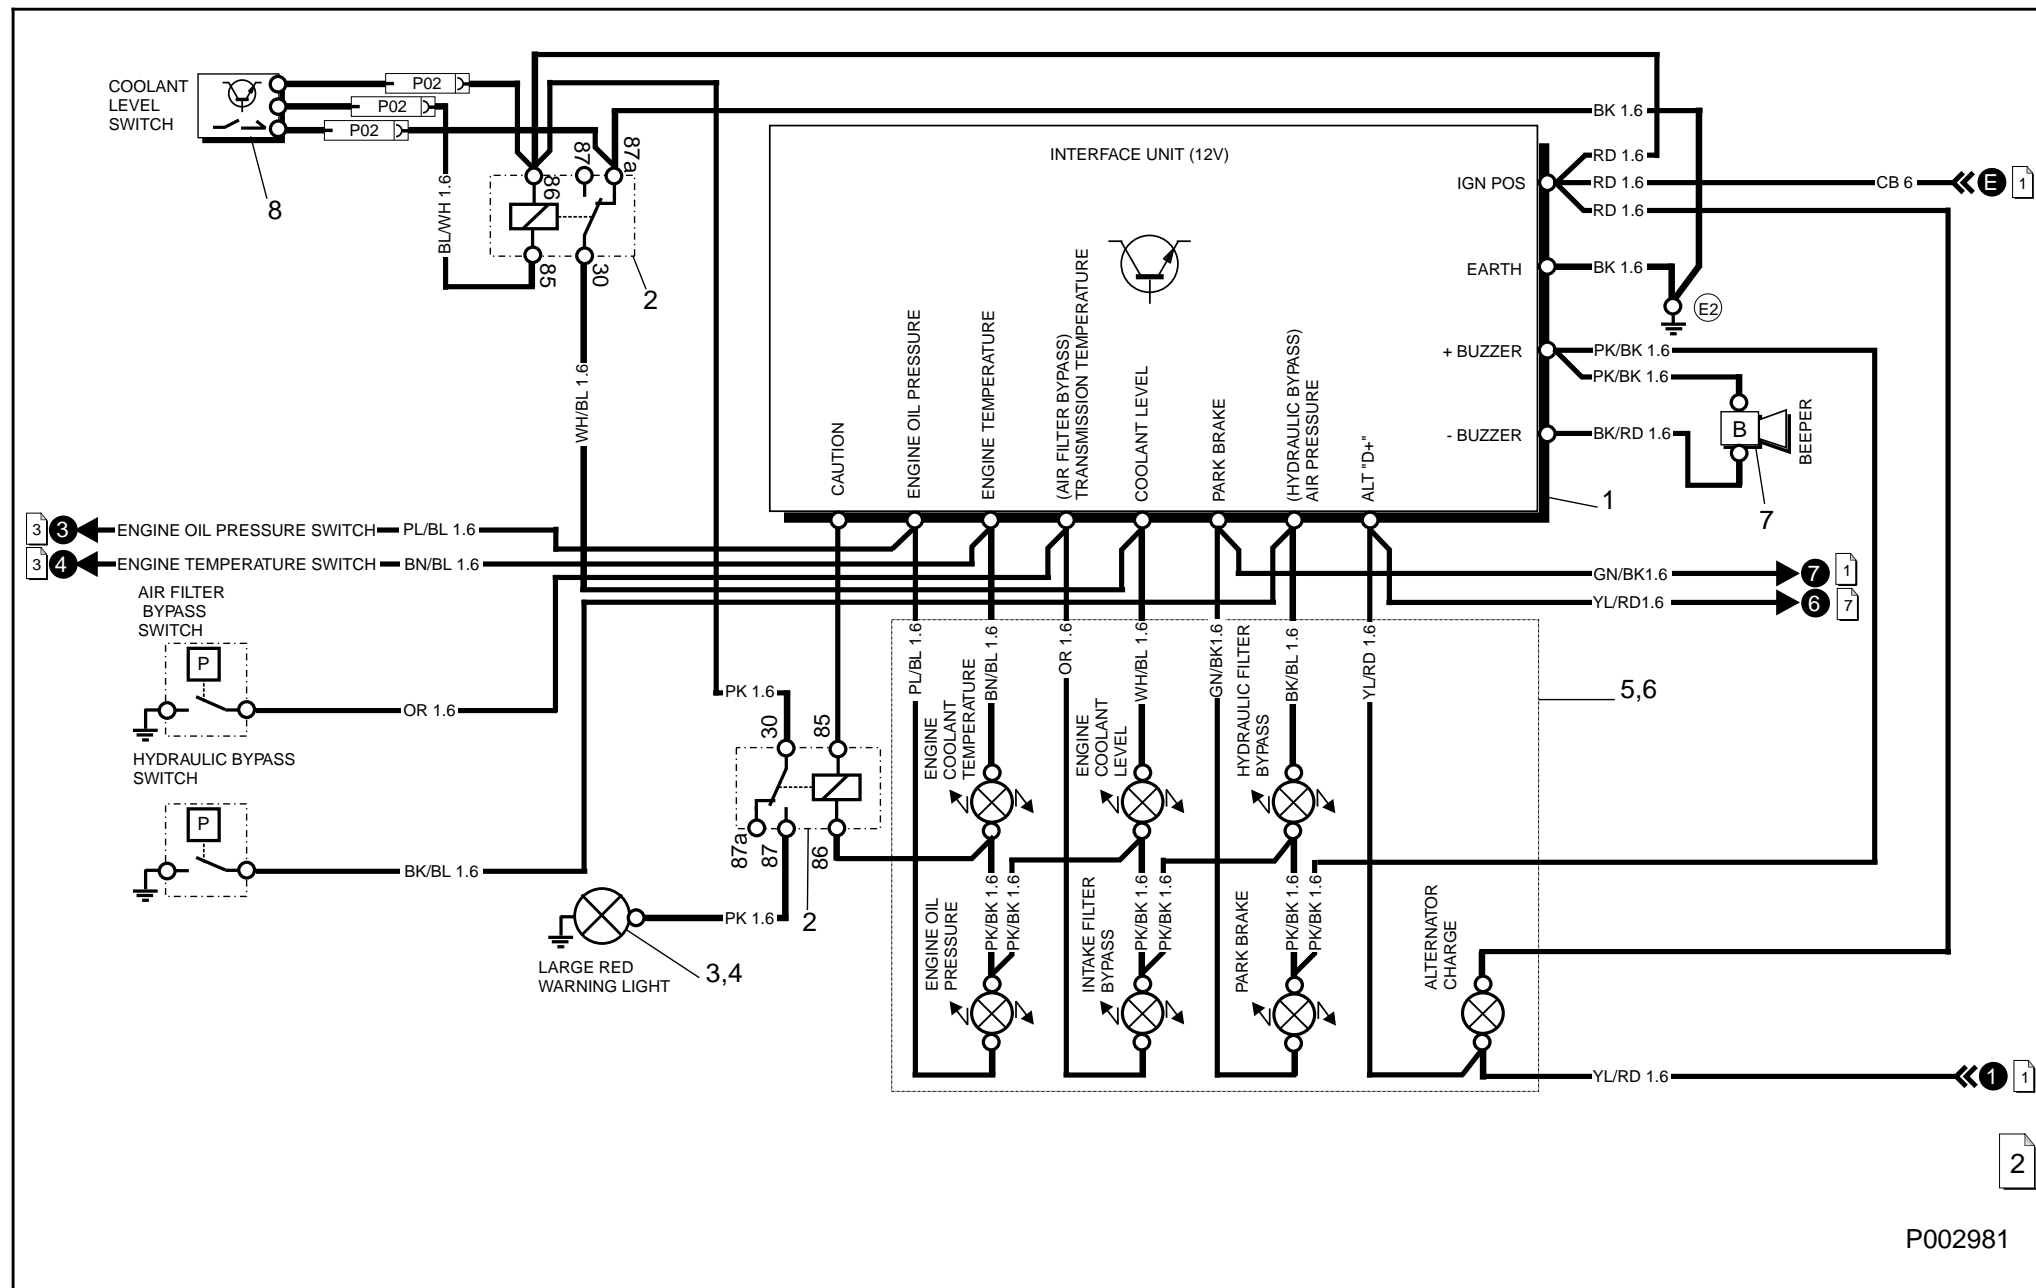 COOLANT
LEVEL
SWITCH
P02
P02
P02
8
BL/WH 1.6
86
87
87a
85
30
2
WH/BL 1.6
INTERFACE UNIT (12V)
IGN POS
EARTH
+ BUZZER
- BUZZER
CAUTION
ENGINE OIL PRESSURE
ENGINE TEMPERATURE
(AIR FILTER BYPASS)
TRANSMISSION TEMPERATURE
COOLANT LEVEL
PARK BRAKE
(HYDRAULIC BYPASS)
AIR PRESSURE
ALT "D+"
BK 1.6
RD 1.6
RD 1.6
RD 1.6
CB 6
E
1
BK 1.6
E2
PK/BK 1.6
PK/BK 1.6
BK/RD 1.6
B
BEEPER
7
1
3
3
ENGINE OIL PRESSURE SWITCH
PL/BL 1.6
3
4
ENGINE TEMPERATURE SWITCH
BN/BL 1.6
GN/BK1.6
7
1
YL/RD1.6
6
7
AIR FILTER
BYPASS
SWITCH
P
OR 1.6
HYDRAULIC BYPASS
SWITCH
P
BK/BL 1.6
PK 1.6
30
85
87a
87
86
2
PK 1.6
LARGE RED
WARNING LIGHT
3,4
PL/BL 1.6
BN/BL 1.6
OR 1.6
WH/BL 1.6
GN/BK1.6
BK/BL 1.6
YL/RD 1.6
5,6
ENGINE
COOLANT
TEMPERATURE
ENGINE
COOLANT
LEVEL
HYDRAULIC FILTER
BYPASS
PK/BK 1.6
PK/BK 1.6
PK/BK 1.6
PK/BK 1.6
PK/BK 1.6
PK/BK 1.6
ENGINE OIL
PRESSURE
INTAKE FILTER
BYPASS
PARK BRAKE
ALTERNATOR
CHARGE
YL/RD 1.6
1
1
2
P002981